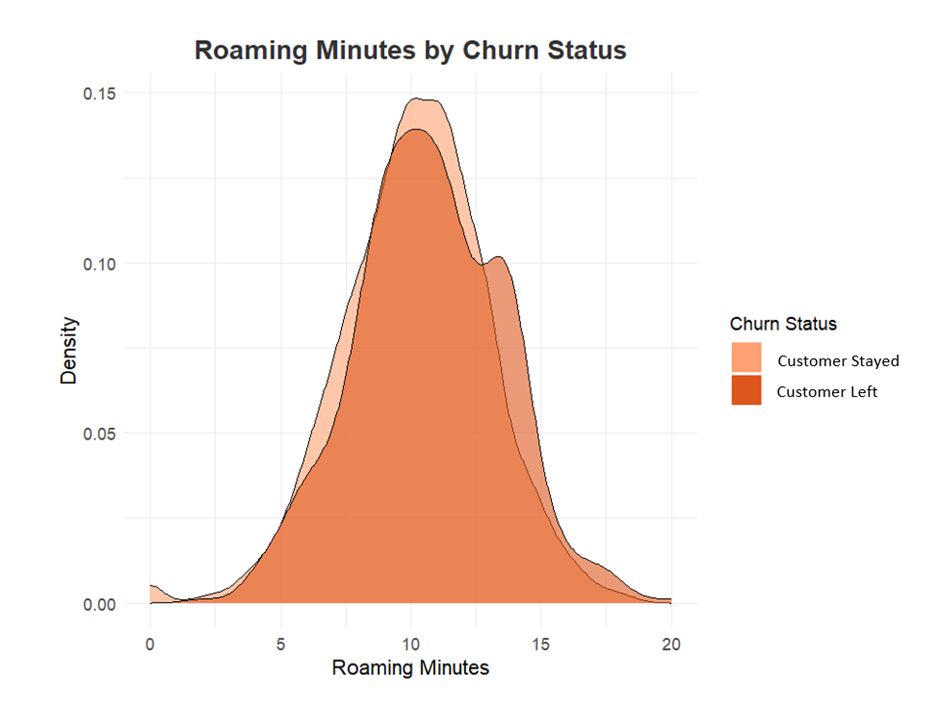 Roaming Minutes by Churn Status
0.15
0.10
0.05
0.00
Density
0 5 10 15 20
Roaming Minutes
Churn Status
Customer Stayed
Customer Left